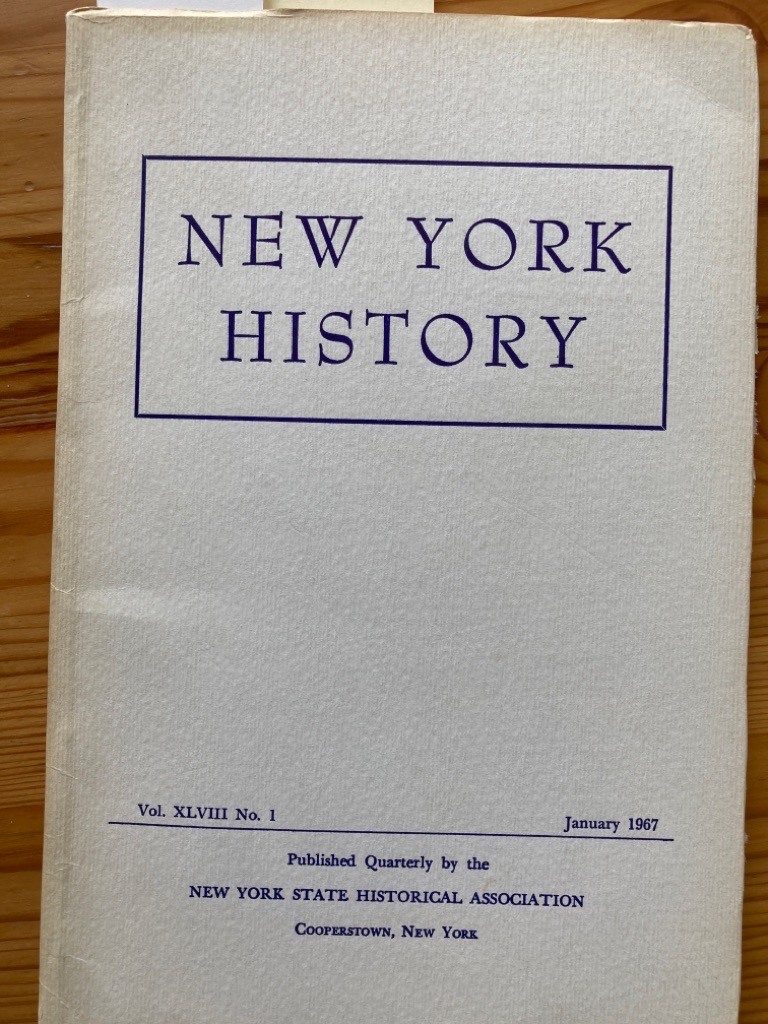 NEW YORK
HISTORY
Vol. XLVIII No. 1
January 1967
Published Quarterly by the
NEW YORK STATE HISTORICAL ASSOCIATION
Cooperstown, New York